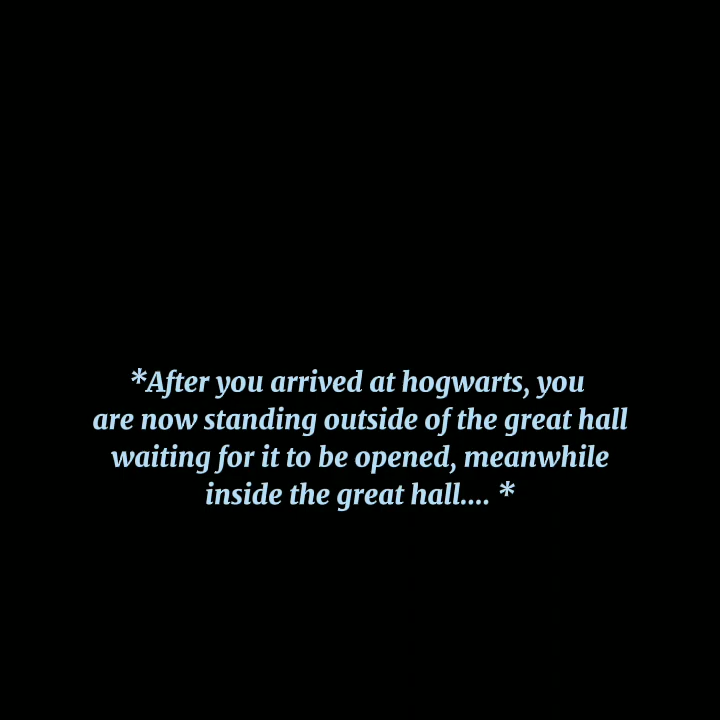 *After you arrived at hogwarts, you
are now standing outside of the great hall
waiting for it to be opened, meanwhile
inside the great hall.... *